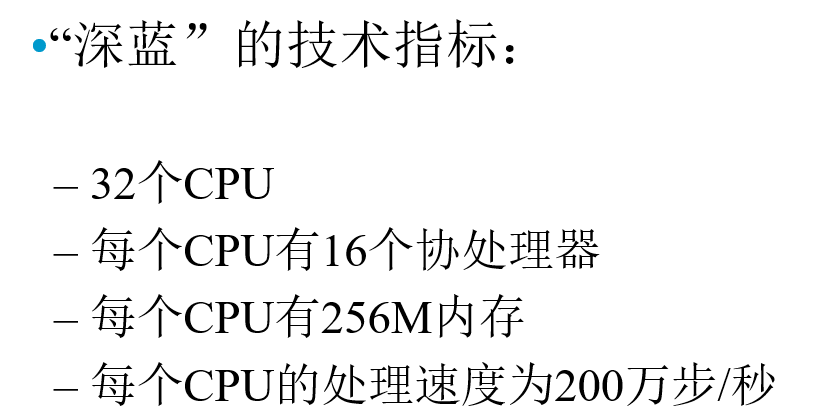 •“深蓝”的技术指标：
– 32个CPU
– 每个CPU有16个协处理器
– 每个CPU有256M内存
– 每个CPU的处理速度为200万步/秒